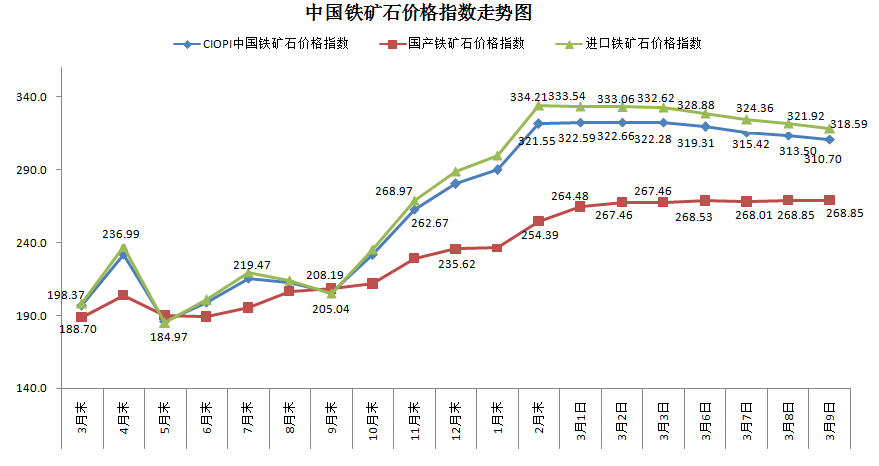 中国铁矿石价格指数走势图
CIOPI中国铁矿石价格指数 国产铁矿石价格指数 进口铁矿石价格指数
340.0
290.0
240.0
190.0
140.0
334.21 333.54 333.06 332.62 328.88 324.36 321.92 318.59
321.55 322.59 322.66 322.28 319.31 315.42 313.50 310.70
268.97
262.67
264.48 267.46 267.46 268.53 268.01 268.85 268.85
254.39
236.99
235.62
219.47
208.19
205.04
198.37
188.70
184.97
3月末 4月末 5月末 6月末 7月末 8月末 9月末 10月末 11月末 12月末 1月末 2月末 3月1日 3月2日 3月3日 3月6日 3月7日 3月8日 3月9日